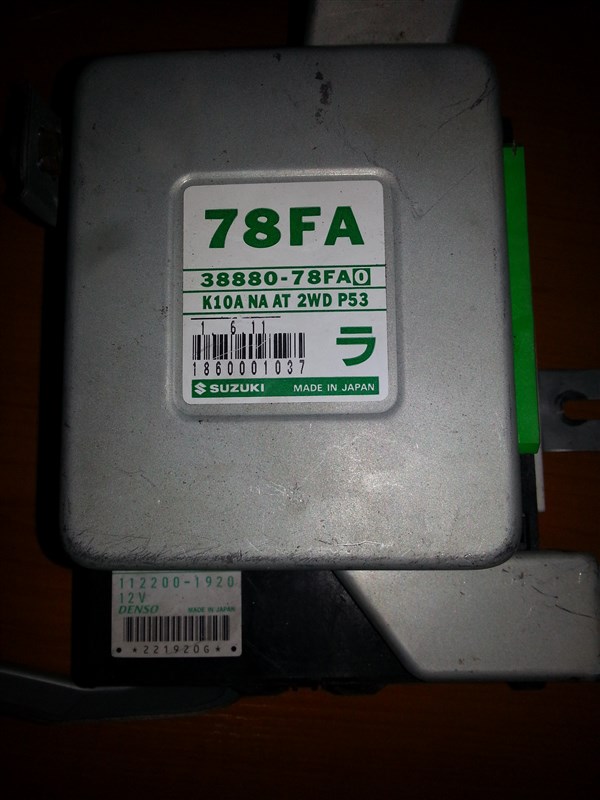 78FA
38880-78FA0
K10A NA AT 2WD P53
1 6 11
1860001037
ラ
SUZUKI MADE IN JAPAN
112200-1920
12V
DENSO MADE IN JAPAN
*221920G*